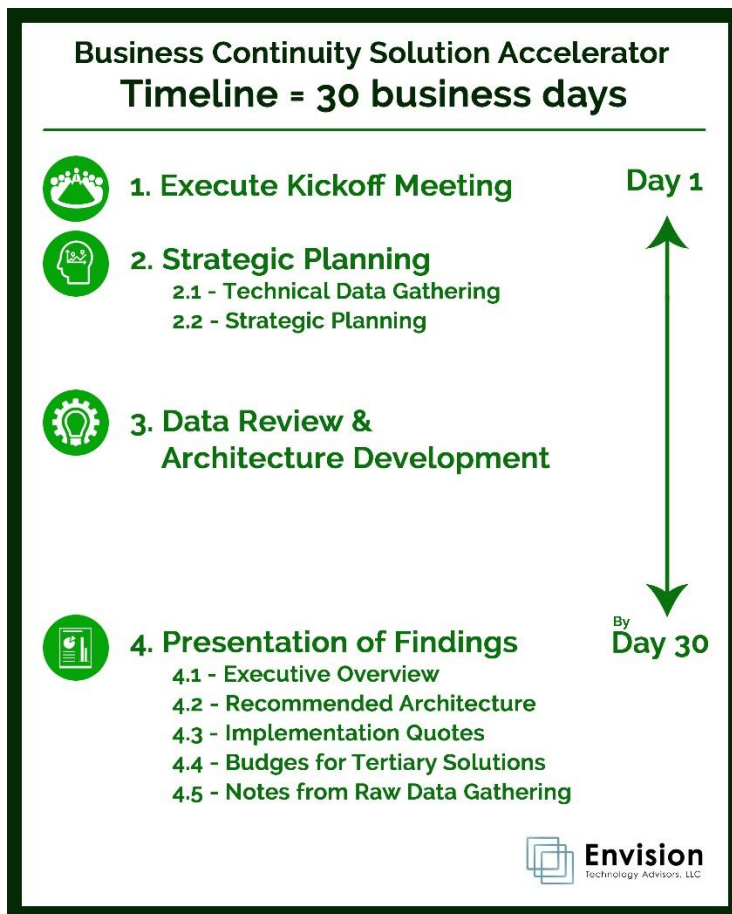 Business Continuity Solution Accelerator
Timeline = 30 business days
1. Execute Kickoff Meeting
Day 1
2. Strategic Planning
2.1 - Technical Data Gathering
2.2 - Strategic Planning
3. Data Review &
Architecture Development
By
Day 30
4. Presentation of Findings
4.1 - Executive Overview
4.2 - Recommended Architecture
4.3 - Implementation Quotes
4.4 - Budges for Tertiary Solutions
4.5 - Notes from Raw Data Gathering
Envision
Technology Advisors, LLC